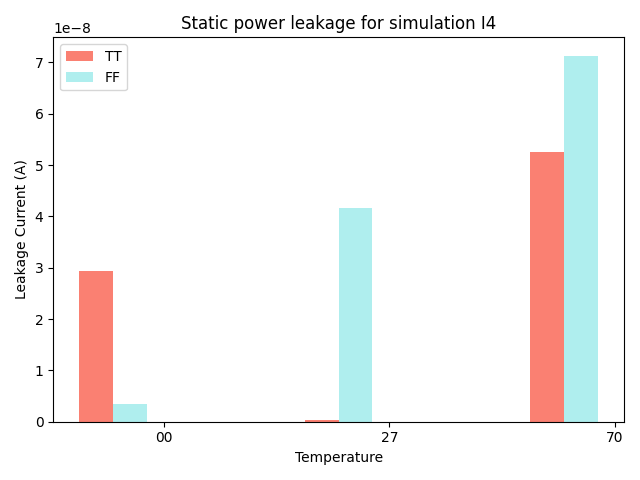 Static power leakage for simulation I4
1e−8
TT
FF
7
6
5
4
3
2
1
0
Leakage Current (A)
00
27
70
Temperature